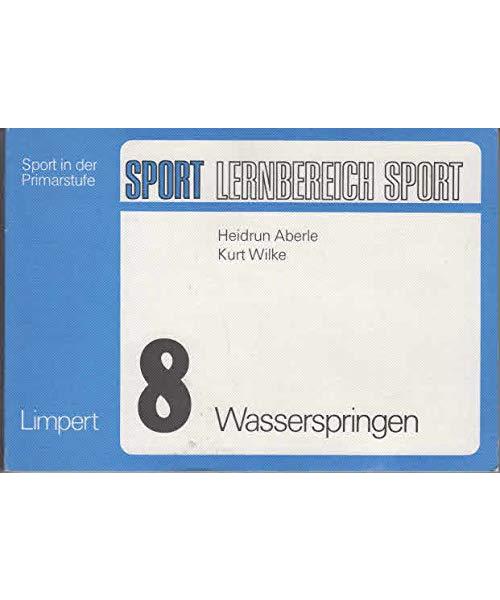 Sport in der
Primarstufe
SPORT LERNBEREICH SPORT
Heidrun Aberle
Kurt Wilke
Limpert
8 Wasserspringen